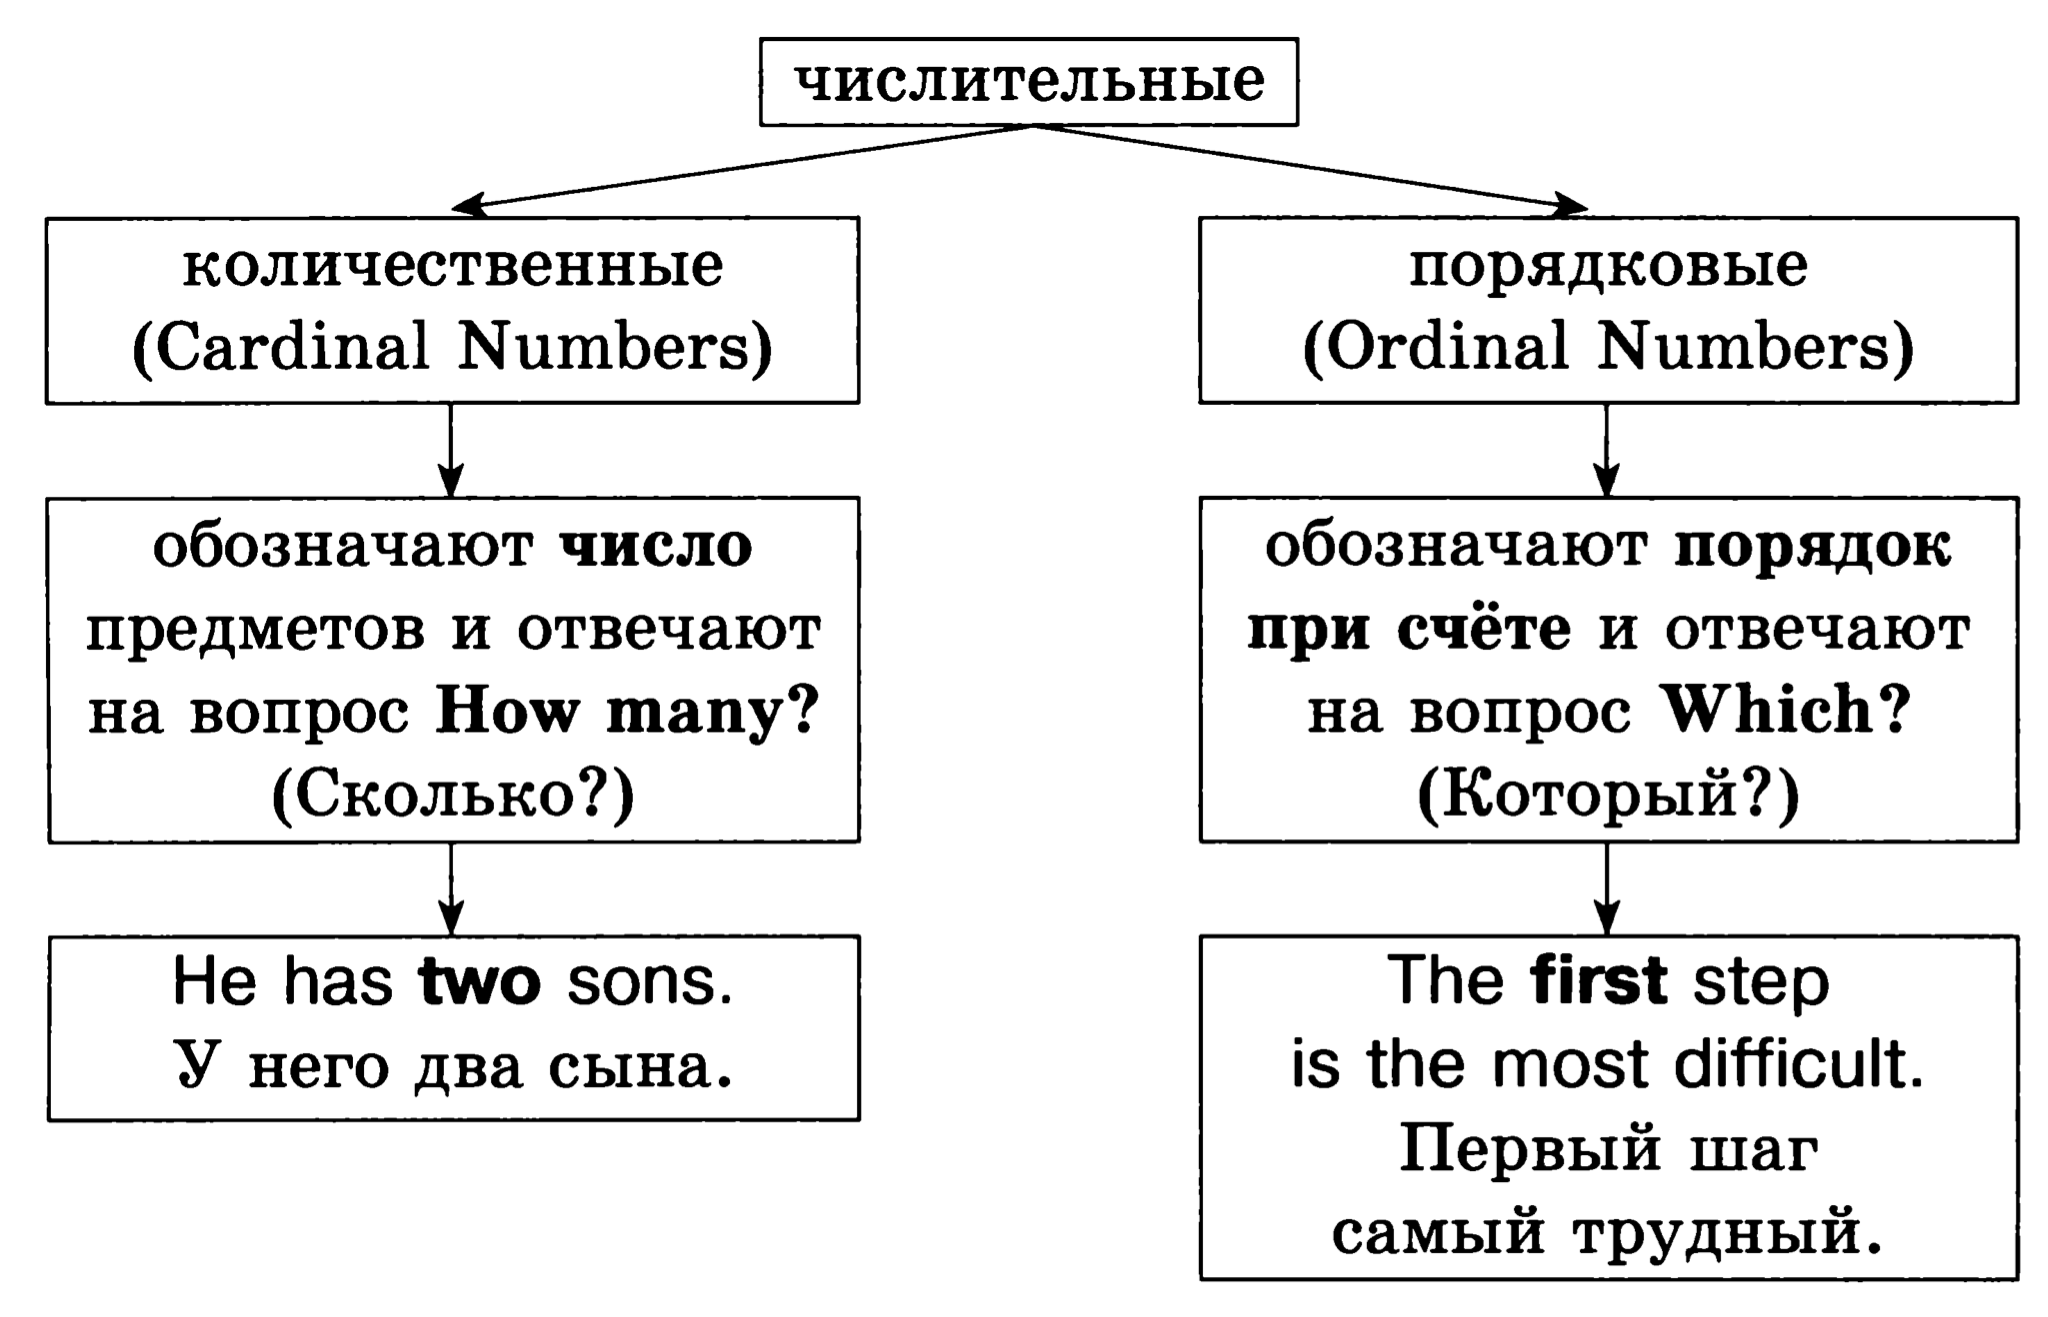 числительные
количественные
(Cardinal Numbers)
обозначают число
предметов и отвечают
на вопрос How many?
(Сколько?)
He has two sons.
У него два сына.
порядковые
(Ordinal Numbers)
обозначают порядок
при счёте и отвечают
на вопрос Which?
(Который?)
The first step
is the most difficult.
Первый шаг
самый трудный.